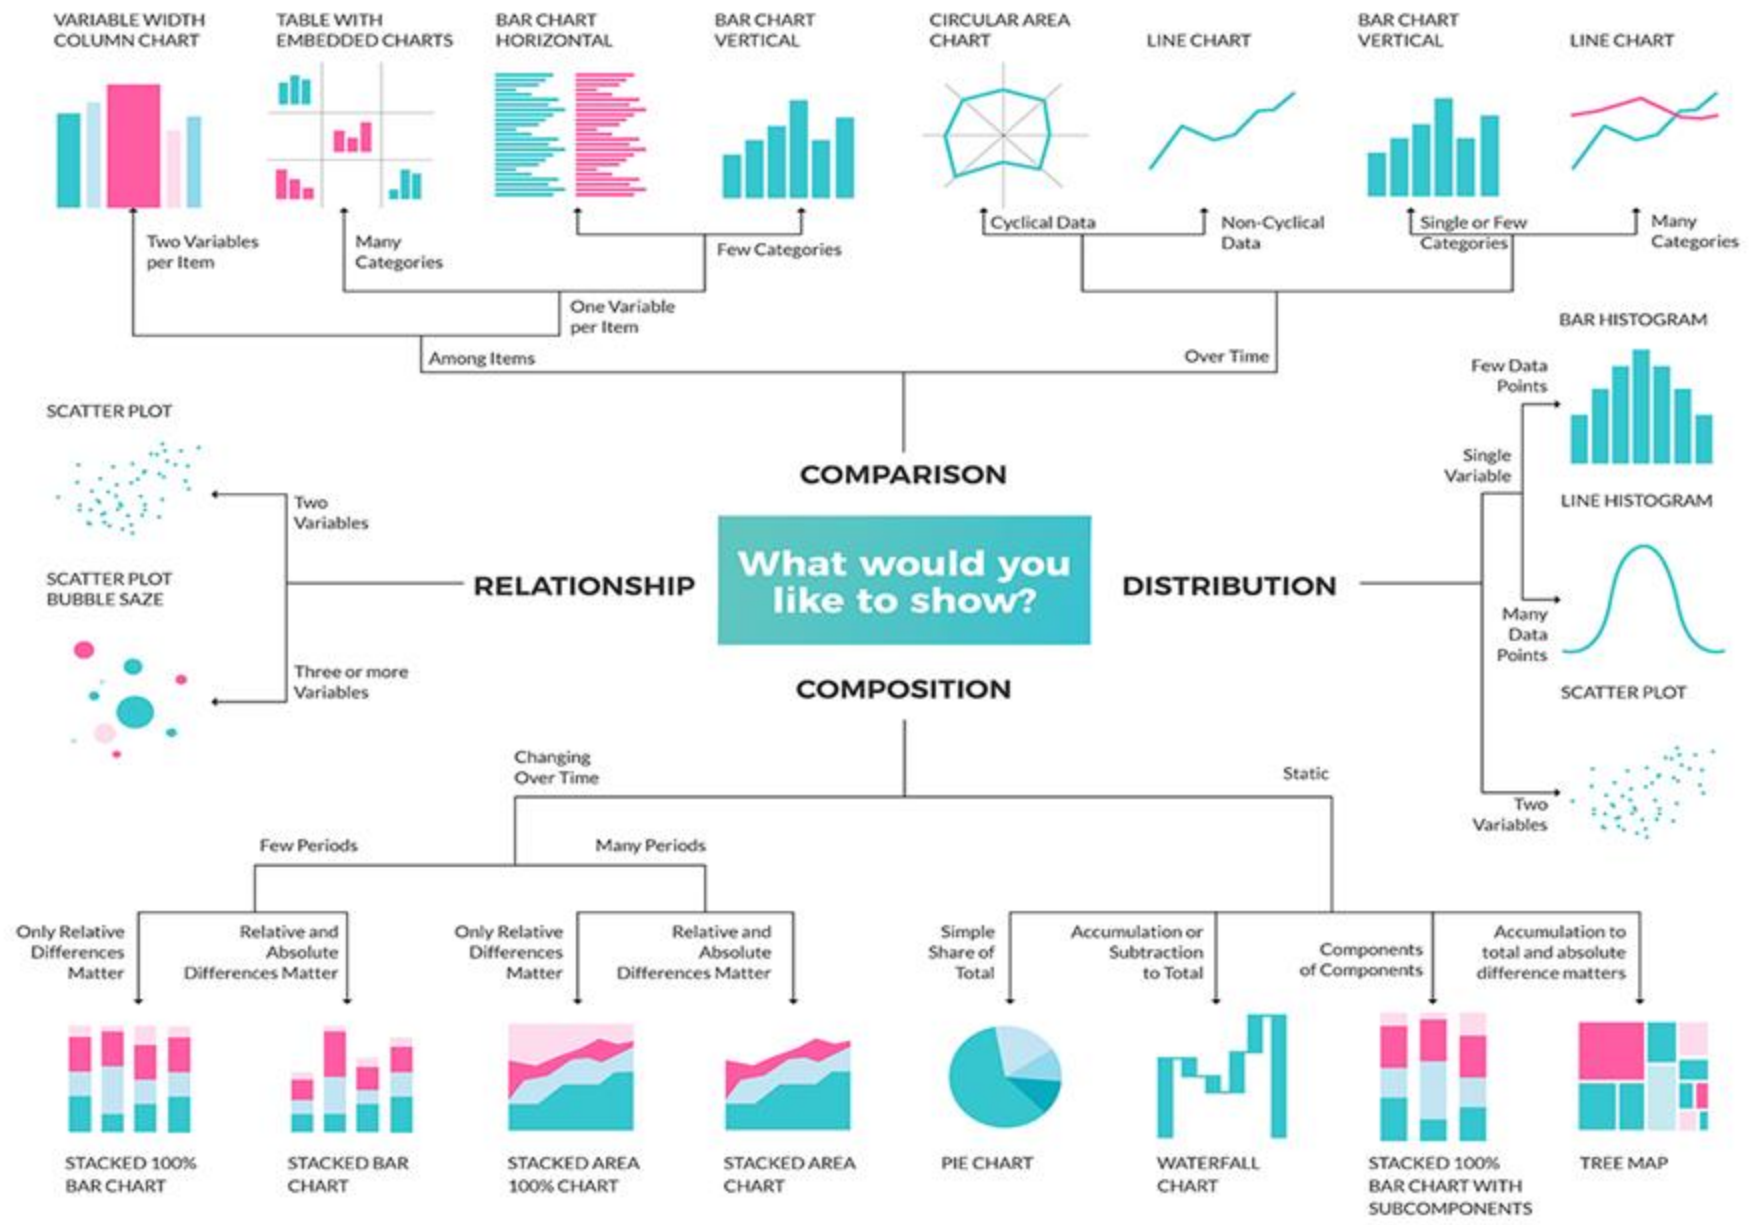 VARIABLE WIDTH
COLUMN CHART
TABLE WITH
EMBEDDED CHARTS
BAR CHART
HORIZONTAL
BAR CHART
VERTICAL
CIRCULAR AREA
CHART
LINE CHART
BAR CHART
VERTICAL
LINE CHART
Two Variables
per Item
Many
Categories
Few Categories
Cyclical Data
Non-Cyclical
Data
Single or Few
Categories
Many
Categories
One Variable
per Item
Among Items
Over Time
COMPARISON
What would you
like to show?
RELATIONSHIP
SCATTER PLOT
Two
Variables
SCATTER PLOT
BUBBLE SAZE
Three or more
Variables
DISTRIBUTION
BAR HISTOGRAM
Few Data
Points
Single
Variable
LINE HISTOGRAM
Many
Data
Points
SCATTER PLOT
Two
Variables
COMPOSITION
Changing
Over Time
Static
Few Periods
Many Periods
Only Relative
Differences
Matter
Relative and
Absolute
Differences Matter
Only Relative
Differences
Matter
Relative and
Absolute
Differences Matter
Simple
Share of
Total
Accumulation or
Subtraction
to Total
Components
of Components
Accumulation to
total and absolute
difference matters
STACKED 100%
BAR CHART
STACKED BAR
CHART
STACKED AREA
100% CHART
STACKED AREA
CHART
PIE CHART
WATERFALL
CHART
STACKED 100%
BAR CHART WITH
SUBCOMPONENTS
TREE MAP